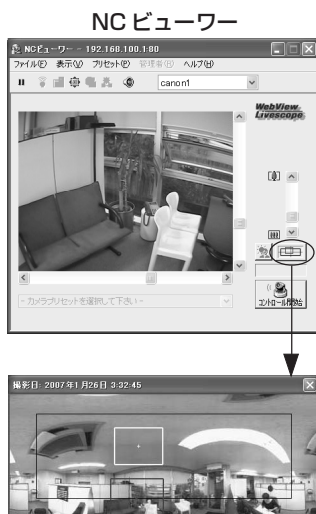 NCビューワー
NCビューワー - 192.168.100.1:80
ファイル(F) 表示(V) プリセット(P) 管理者(R) ヘルプ(H)
canon1
WebView
Livescope
- カメラプリセットを選択して下さい -
コントロール開始
撮影日: 2007年1月26日 3:32:45